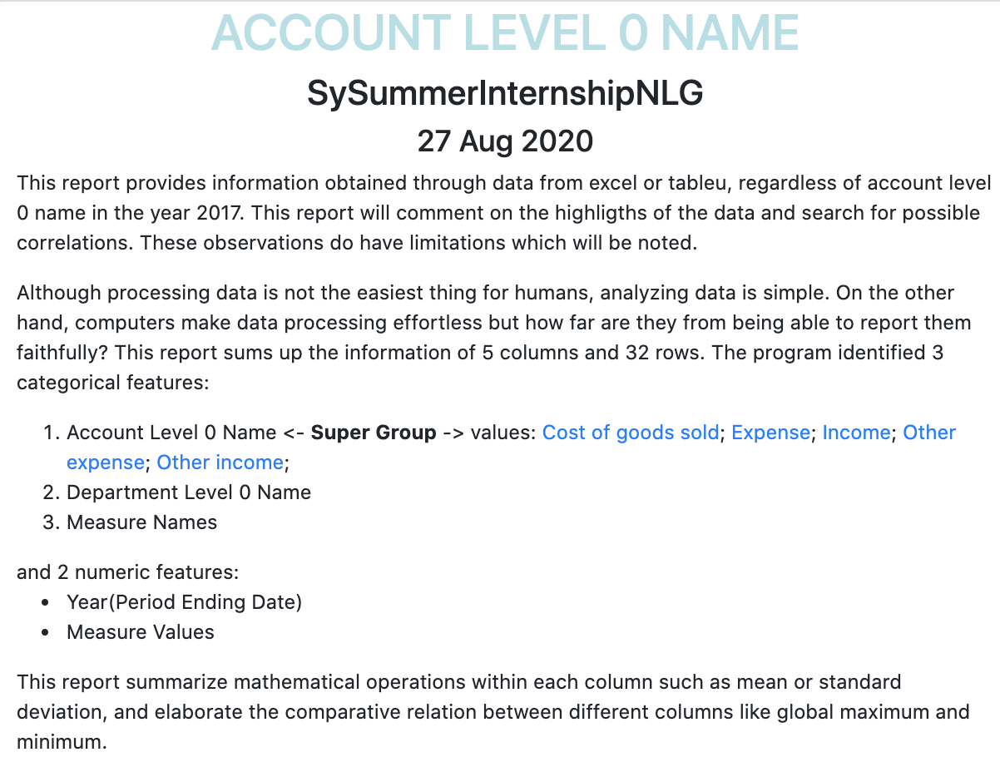 ACCOUNT LEVEL 0 NAME
SySummerInternshipNLG
27 Aug 2020
This report provides information obtained through data from excel or tableu, regardless of account level
0 name in the year 2017. This report will comment on the highligths of the data and search for possible
correlations. These observations do have limitations which will be noted.
Although processing data is not the easiest thing for humans, analyzing data is simple. On the other
hand, computers make data processing effortless but how far are they from being able to report them
faithfully? This report sums up the information of 5 columns and 32 rows. The program identified 3
categorical features:
1. Account Level 0 Name <- Super Group -> values: Cost of goods sold; Expense; Income; Other
expense; Other income;
2. Department Level 0 Name
3. Measure Names
and 2 numeric features:
• Year(Period Ending Date)
• Measure Values
This report summarize mathematical operations within each column such as mean or standard
deviation, and elaborate the comparative relation between different columns like global maximum and
minimum.